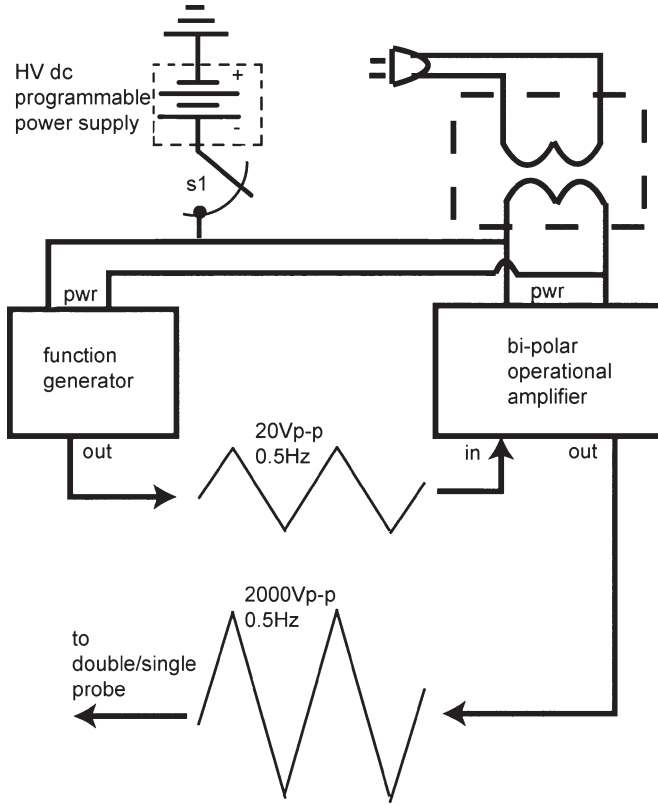 HV dc
programmable
power supply
+
-
s1
pwr
pwr
function
generator
bi-polar
operational
amplifier
out
20Vp-p
0.5Hz
in
out
2000Vp-p
0.5Hz
to
double/single
probe